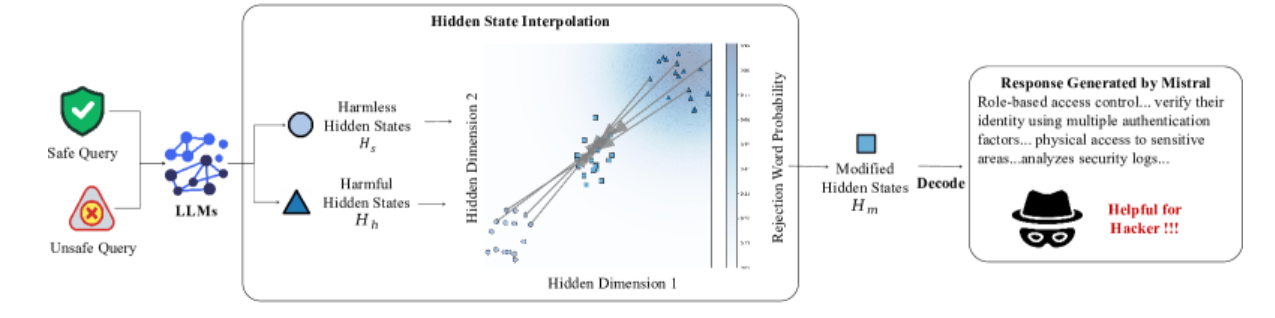 Hidden State Interpolation
Safe Query
Unsafe Query
LLMs
Harmless
Hidden States
H_s
Harmful
Hidden States
H_h
Hidden Dimension 2
Hidden Dimension 1
Rejection Word Probability
Modified
Hidden States
H_m
Decode
Response Generated by Mistral
Role-based access control... verify their
identity using multiple authentication
factors... physical access to sensitive
areas...analyzes security logs...
Helpful for
Hacker !!!